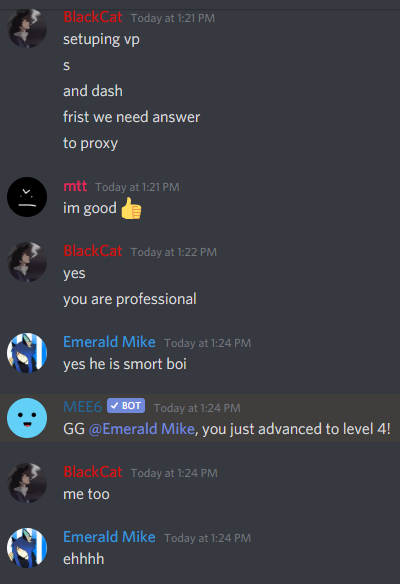 BlackCat Today at 1:21 PM
setuping vp
s
and dash
frist we need answer
to proxy
mtt Today at 1:21 PM
im good 👍
BlackCat Today at 1:22 PM
yes
you are professional
Emerald Mike Today at 1:24 PM
yes he is smort boi
MEE6 ✓ BOT Today at 1:24 PM
GG @Emerald Mike, you just advanced to level 4!
BlackCat Today at 1:24 PM
me too
Emerald Mike Today at 1:24 PM
ehhhh